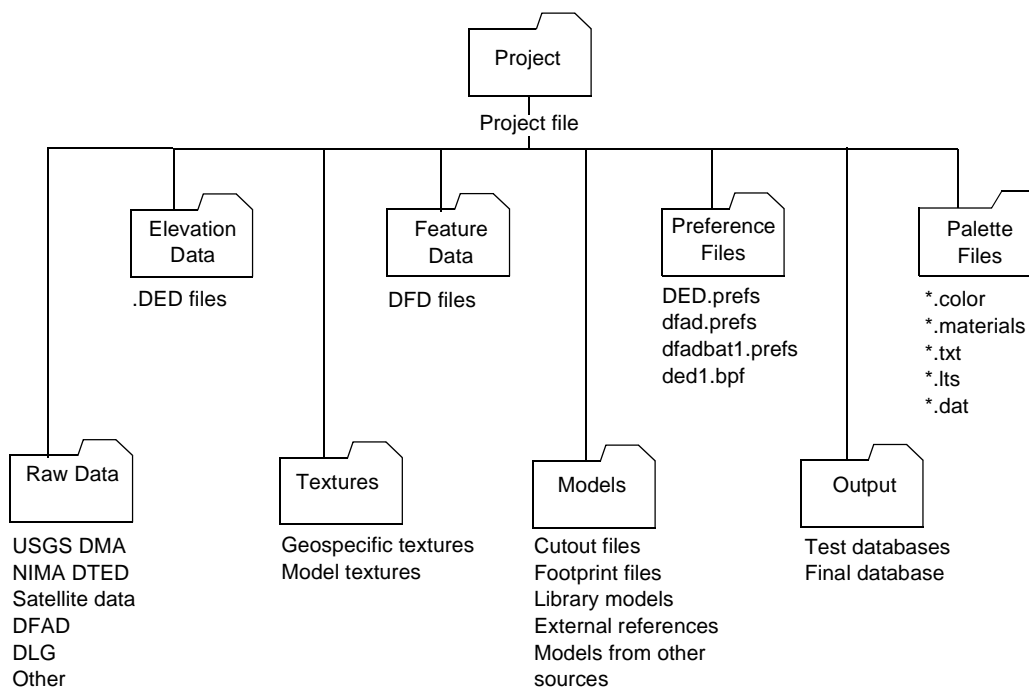 Project
Project file
Elevation
Data
.DED files
Feature
Data
DFD files
Preference
Files
DED.prefs
dfad.prefs
dfadbat1.prefs
ded1.bpf
Palette
Files
*.color
*.materials
*.txt
*.lts
*.dat
Raw Data
USGS DMA
NIMA DTED
Satellite data
DFAD
DLG
Other
Textures
Geospecific textures
Model textures
Models
Cutout files
Footprint files
Library models
External references
Models from other
sources
Output
Test databases
Final database